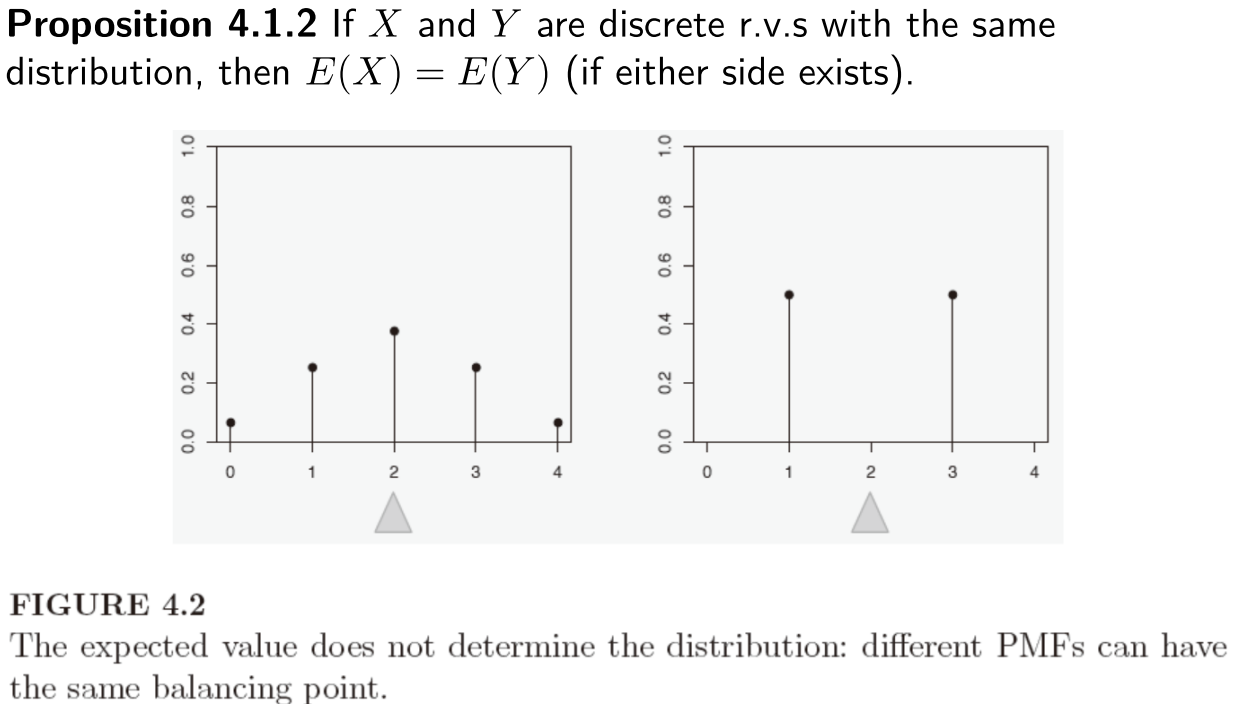 Proposition 4.1.2 If X and Y are discrete r.v.s with the same
distribution, then E(X) = E(Y) (if either side exists).
1.0
0.8
0.6
0.4
0.2
0.0
0 1 2 3 4
1.0
0.8
0.6
0.4
0.2
0.0
0 1 2 3 4
FIGURE 4.2
The expected value does not determine the distribution: different PMFs can have
the same balancing point.